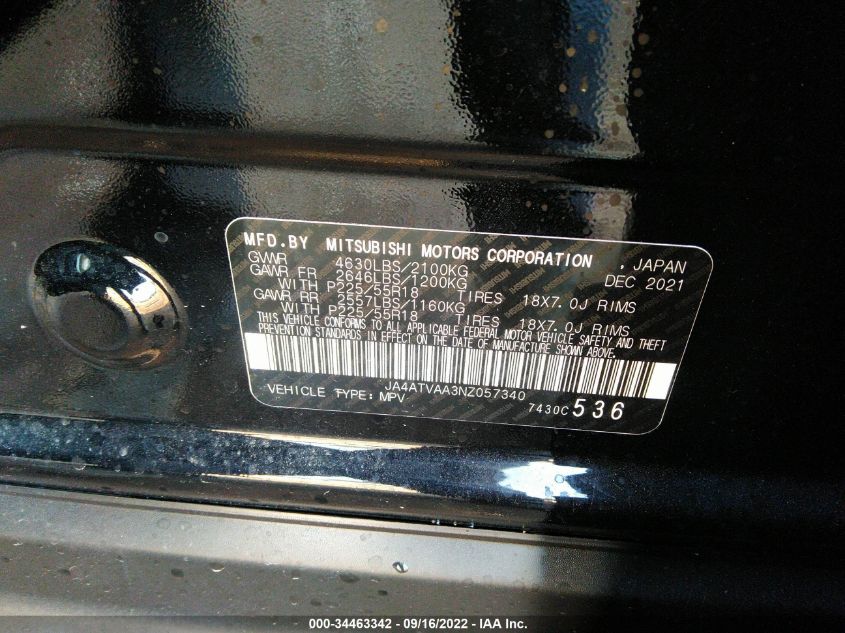 MFD.BY MITSUBISHI MOTORS CORPORATION , JAPAN
GVWR 4630LBS/2100KG DEC 2021
GAWR FR 2646LBS/1200KG
WITH P225/55R18 TIRES 18X7.0J RIMS
GAWR RR 2557LBS/1160KG
WITH P225/55R18 TIRES 18X7.0J RIMS
THIS VEHICLE CONFORMS TO ALL APPLICABLE FEDERAL MOTOR VEHICLE SAFETY AND THEFT
PREVENTION STANDARDS IN EFFECT ON THE DATE OF MANUFACTURE SHOWN ABOVE.
JA4ATVAA3NZ057340
VEHICLE TYPE: MPV 7430C 536
000-34463342 - 09/16/2022 - IAA Inc.